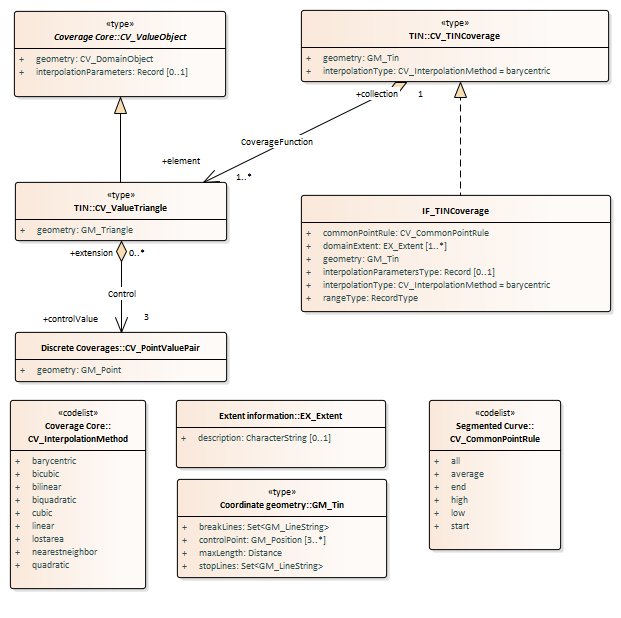 «type»
Coverage Core::CV_ValueObject
+ geometry: CV_DomainObject
+ interpolationParameters: Record [0..1]
«type»
TIN::CV_TINCoverage
+ geometry: GM_Tin
+ interpolationType: CV_InterpolationMethod = barycentric
+collection
1
CoverageFunction
+element
1..*
«type»
TIN::CV_ValueTriangle
+ geometry: GM_Triangle
IF_TINCoverage
+ commonPointRule: CV_CommonPointRule
+ domainExtent: EX_Extent [1..*]
+ geometry: GM_Tin
+ interpolationParametersType: Record [0..1]
+ interpolationType: CV_InterpolationMethod = barycentric
+ rangeType: RecordType
+extension
0..*
Control
+controlValue
3
Discrete Coverages::CV_PointValuePair
+ geometry: GM_Point
«codelist»
Coverage Core::
CV_InterpolationMethod
+ barycentric
+ bicubic
+ bilinear
+ biquadratic
+ cubic
+ linear
+ lostarea
+ nearestneighbor
+ quadratic
Extent information::EX_Extent
+ description: CharacterString [0..1]
«type»
Coordinate geometry::GM_Tin
+ breakLines: Set<GM_LineString>
+ controlPoint: GM_Position [3..*]
+ maxLength: Distance
+ stopLines: Set<GM_LineString>
«codelist»
Segmented Curve::
CV_CommonPointRule
+ all
+ average
+ end
+ high
+ low
+ start